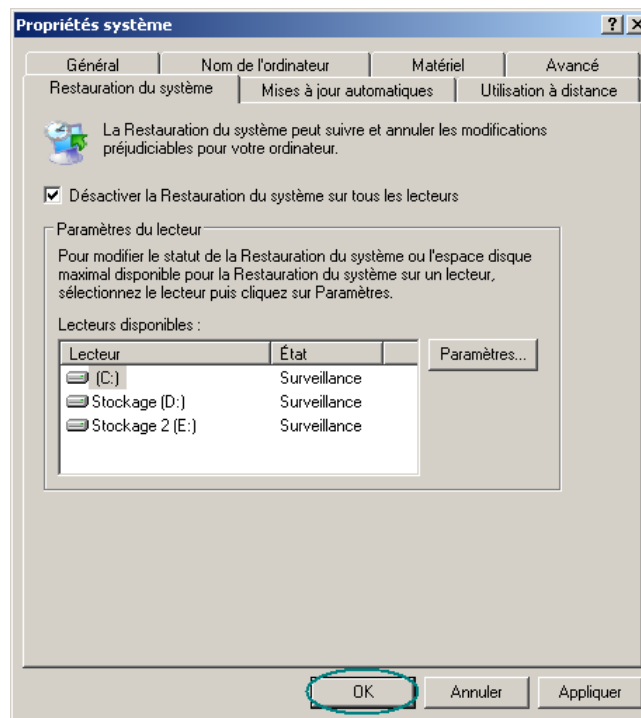 Propriétés système
Général Nom de l'ordinateur Matériel Avancé
Restauration du système Mises à jour automatiques Utilisation à distance
La Restauration du système peut suivre et annuler les modifications
préjudiciables pour votre ordinateur.
Désactiver la Restauration du système sur tous les lecteurs
Paramètres du lecteur
Pour modifier le statut de la Restauration du système ou l'espace disque
maximal disponible pour la Restauration du système sur un lecteur,
sélectionnez le lecteur puis cliquez sur Paramètres.
Lecteurs disponibles :
Lecteur État Paramètres...
(C:) Surveillance
Stockage (D:) Surveillance
Stockage 2 (E:) Surveillance
OK Annuler Appliquer